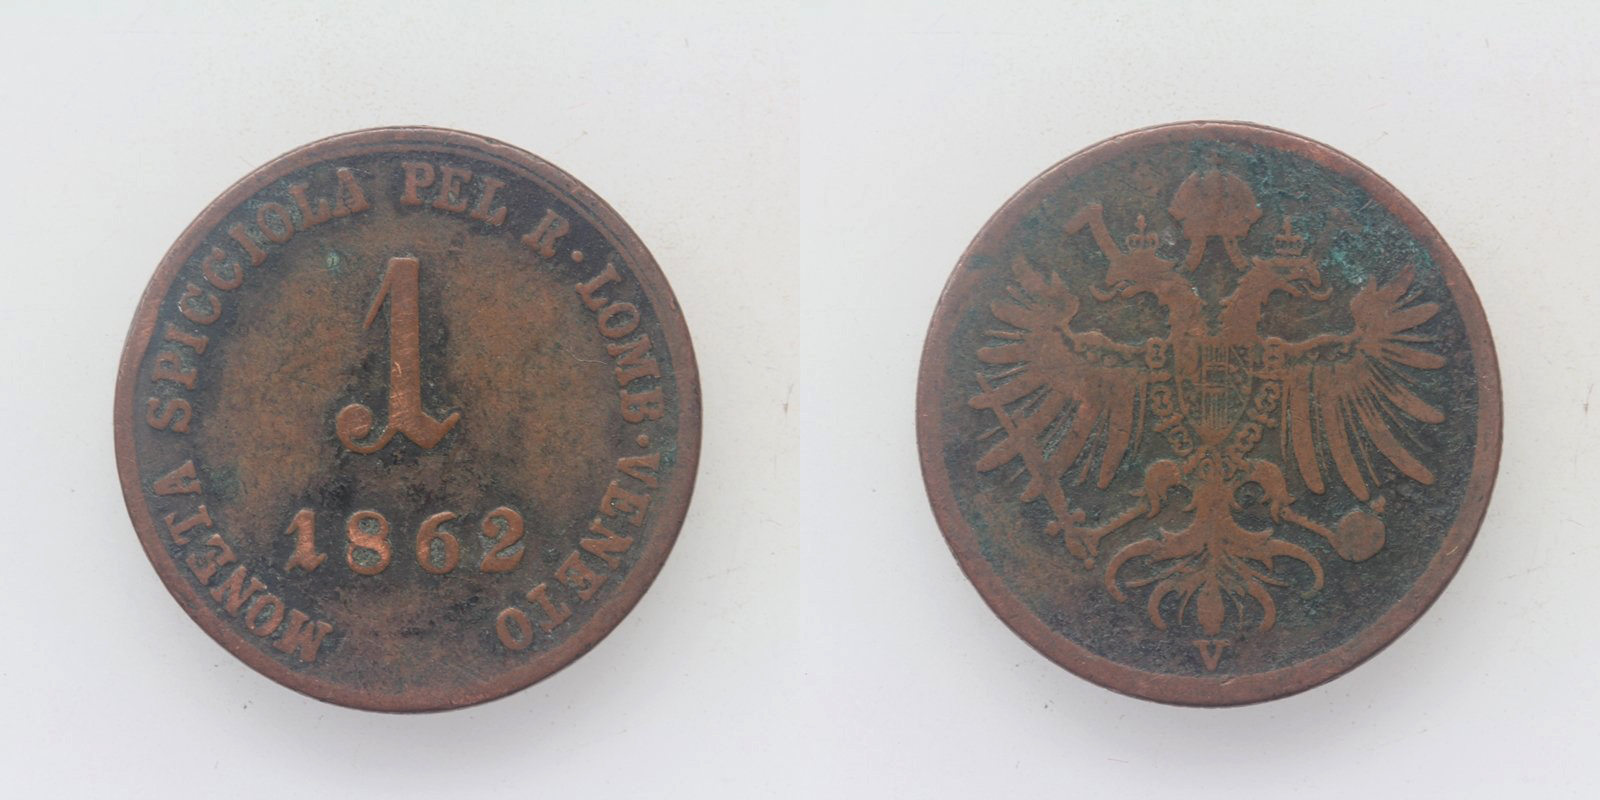 MONETA SPICCIOLA PEL R. LOMB. VENETO
1
1862
V